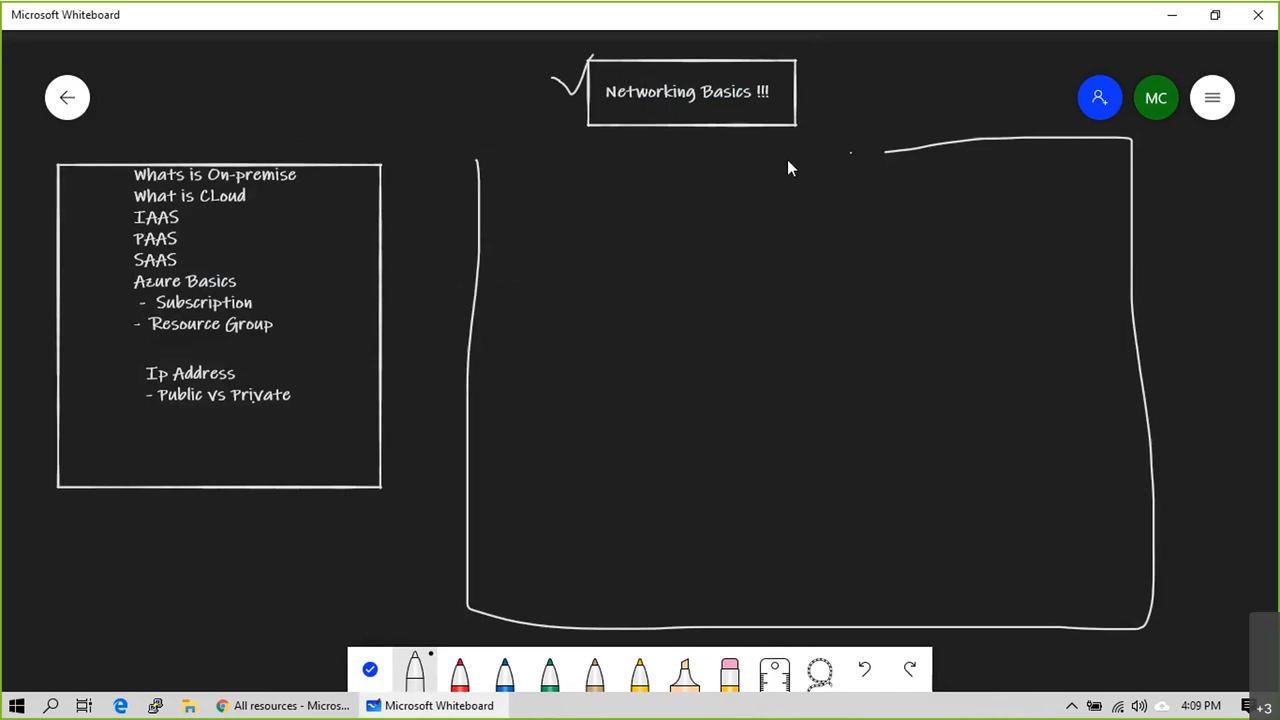 Microsoft Whiteboard
Networking Basics !!!
MC
Whats is On-premise
What is CLoud
IAAS
PAAS
SAAS
Azure Basics
- Subscription
- Resource Group
Ip Address
- Public vs Private
All resources - Micros...
Microsoft Whiteboard
4:09 PM
+3